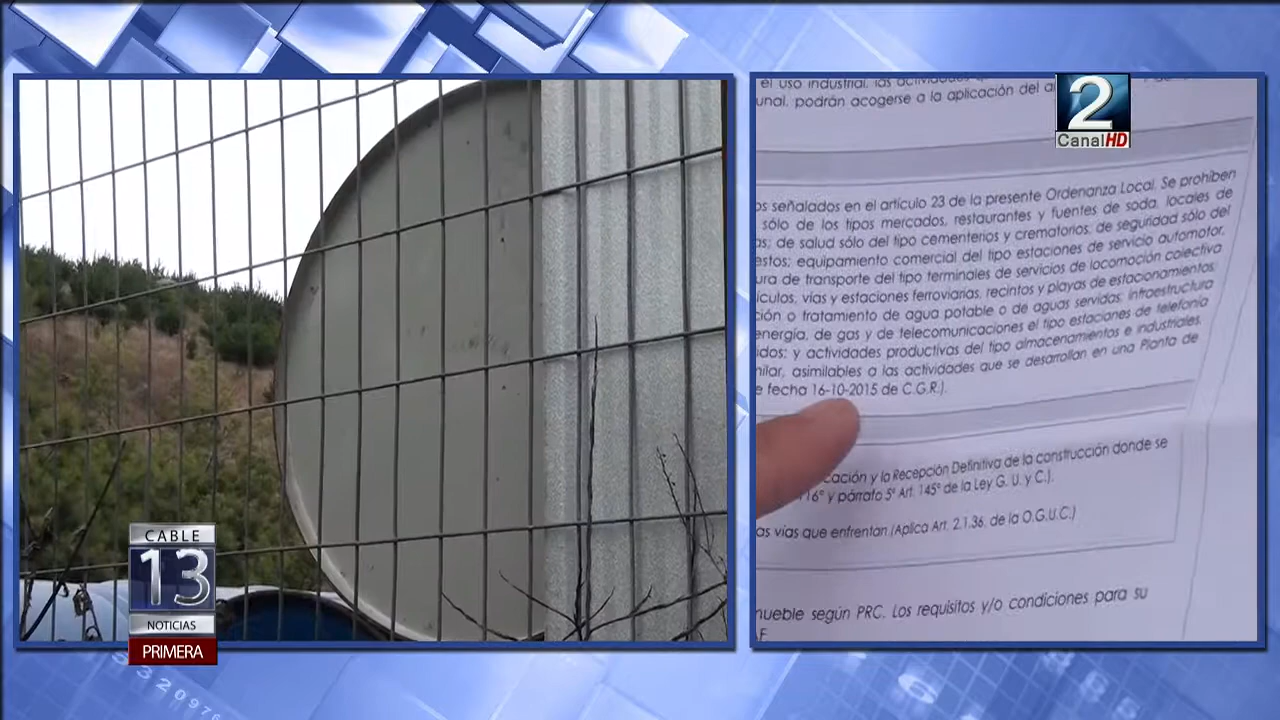 CABLE
13
NOTICIAS
PRIMERA
2
CanalHD
el uso industrial, las actividades
unal, podrán acogerse a la aplicación del
os señalados en el artículo 23 de la presente Ordenanza Local. Se prohiben
sólo de los tipos mercados, restaurantes y fuentes de soda, locales de
as; de salud sólo del tipo cementerios y crematorios, de seguridad sólo del
estos; equipamiento comercial del tipo estaciones de servicio automotor,
ura de transporte del tipo terminales de servicios de locomoción colectiva
ículos, vías y estaciones ferroviarias, recintos y playas de estacionamientos;
ción o tratamiento de agua potable o de aguas servidas; infraestructura
energía, de gas y de telecomunicaciones el tipo estaciones de telefonía
idos; y actividades productivas del tipo almacenamientos e industriales,
milar, asimilables a las actividades que se desarrollan en una Planta de
e fecha 16-10-2015 de C.G.R.).
cación y la Recepción Definitiva de la construcción donde se
116° y párrafo 5° Art. 145° de la Ley G. U. y C.).
as vías que enfrentan (Aplica Art. 2.1.36. de la O.G.U.C.)
nueble según PRC. Los requisitos y/o condiciones para su